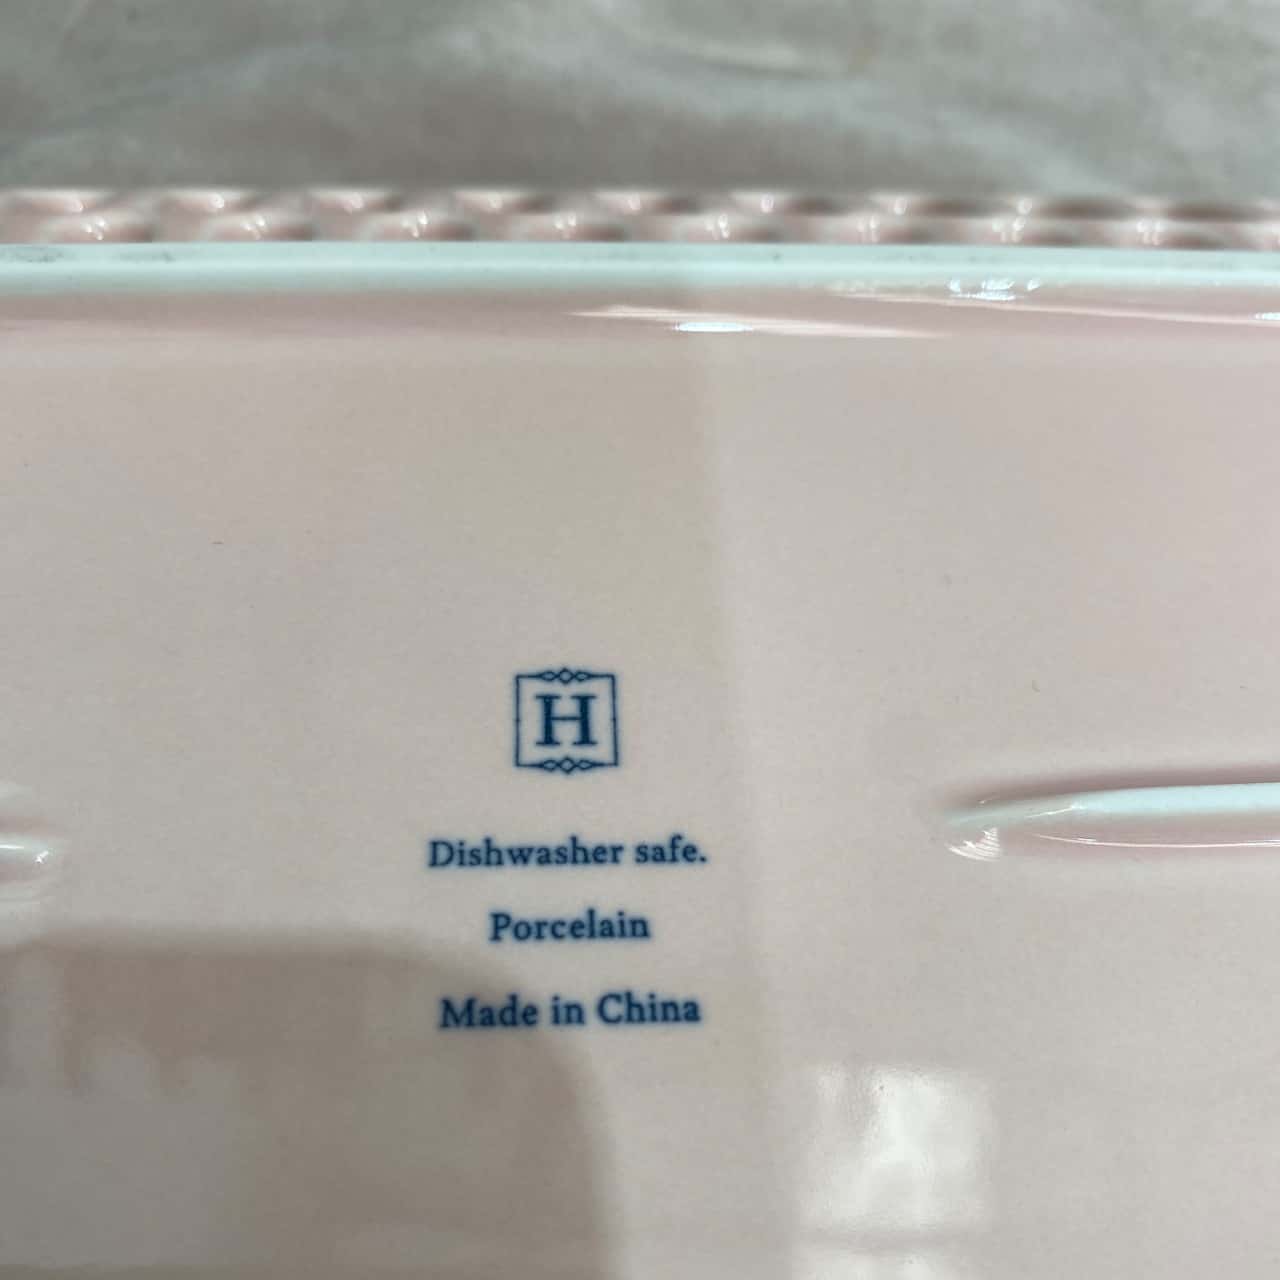 H
Dishwasher safe.
Porcelain
Made in China